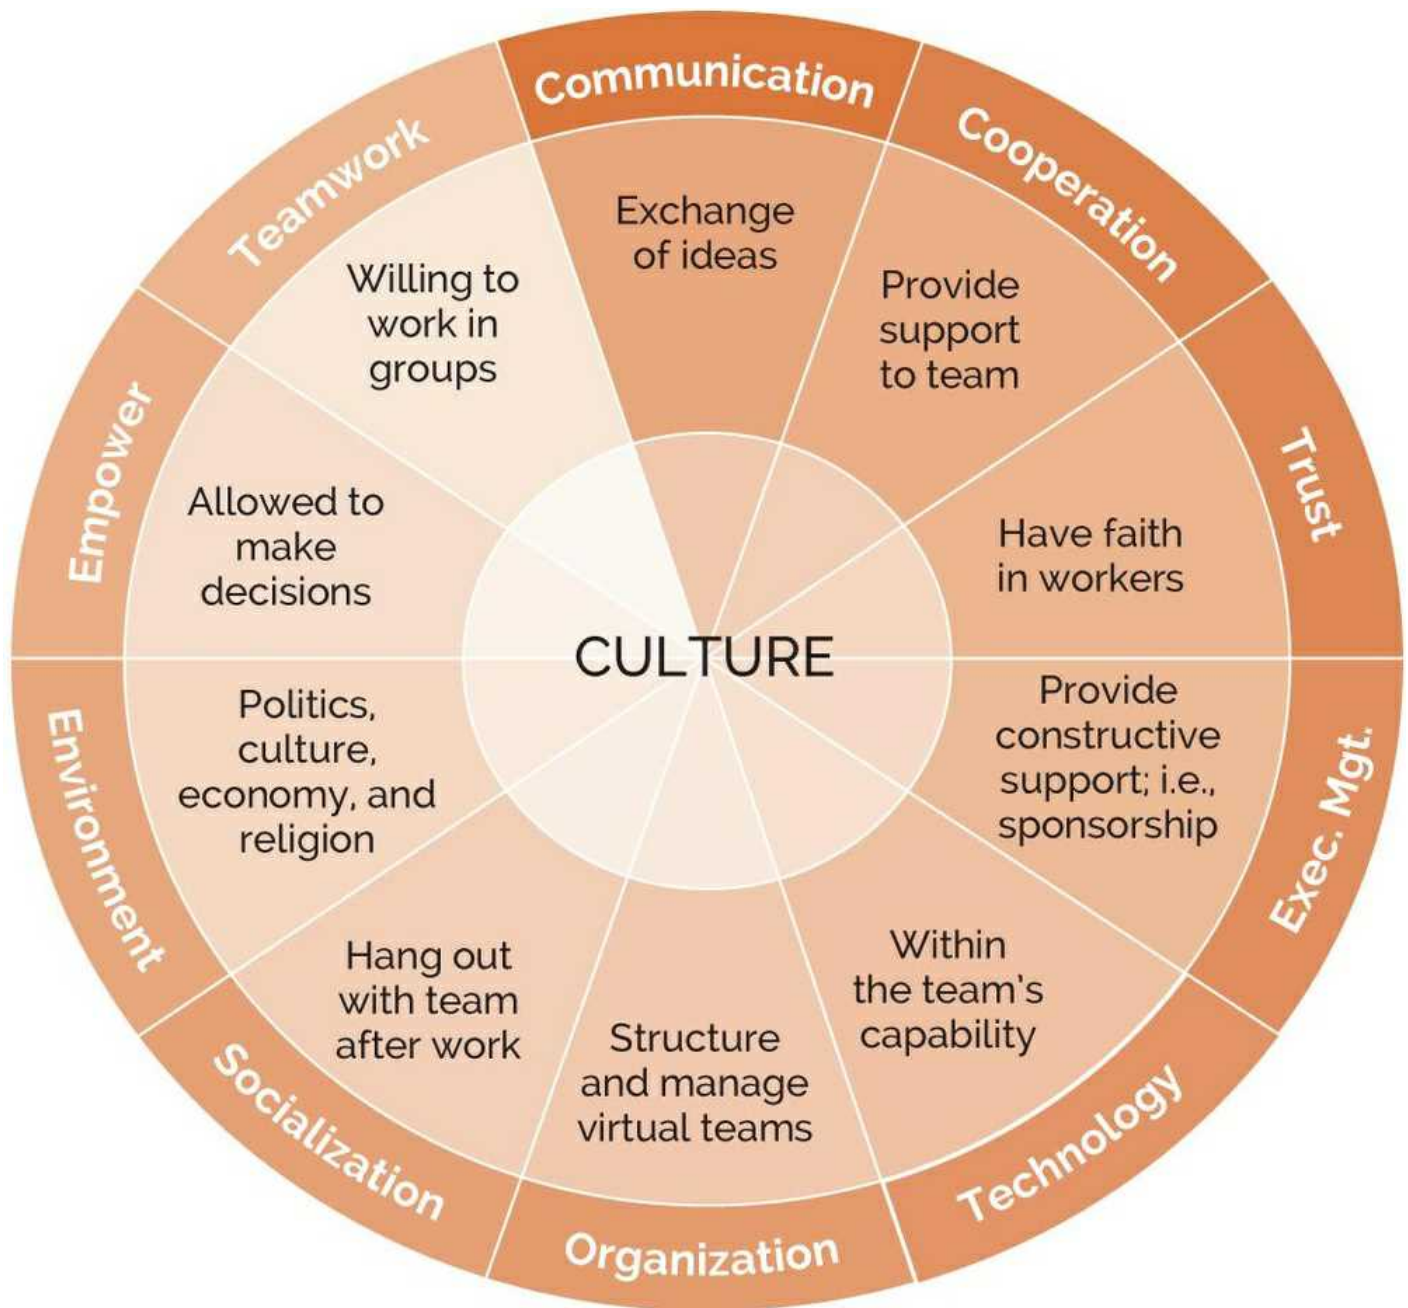 Communication
Exchange
of ideas
Cooperation
Provide
support
to team
Trust
Have faith
in workers
Exec. Mgt.
Provide
constructive
support; i.e.,
sponsorship
Technology
Within
the team's
capability
Organization
Structure
and manage
virtual teams
Socialization
Hang out
with team
after work
Environment
Politics,
culture,
economy, and
religion
Empower
Allowed to
make
decisions
Teamwork
Willing to
work in
groups
CULTURE